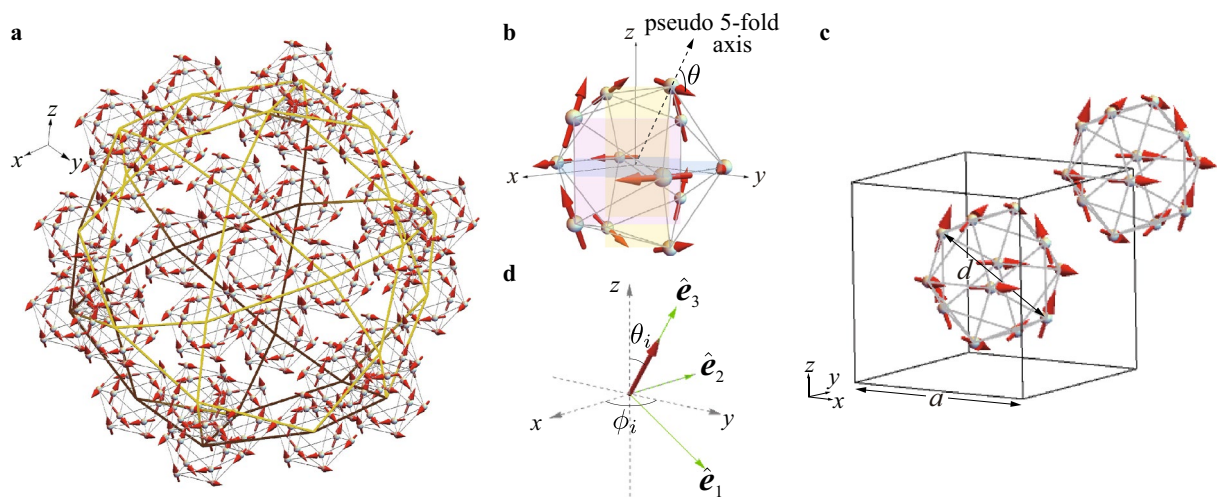 a
z
x
y
b
z
pseudo 5-fold
axis
θ
x
y
c
d
z
y
x
a
d
z
ê₃
θᵢ
ê₂
x
ϕᵢ
y
ê₁